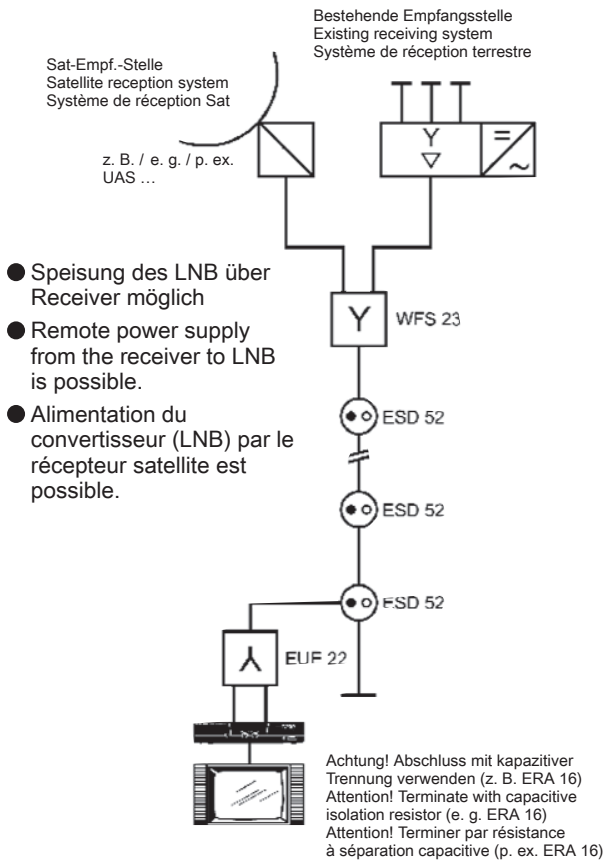 Bestehende Empfangsstelle
Existing receiving system
Système de réception terrestre
Sat-Empf.-Stelle
Satellite reception system
Système de réception Sat
z. B. / e. g. / p. ex.
UAS …
● Speisung des LNB über
Receiver möglich
● Remote power supply
from the receiver to LNB
is possible.
● Alimentation du
convertisseur (LNB) par le
récepteur satellite est
possible.
WFS 23
ESD 52
ESD 52
ESD 52
EUF 22
Achtung! Abschluss mit kapazitiver
Trennung verwenden (z. B. ERA 16)
Attention! Terminate with capacitive
isolation resistor (e. g. ERA 16)
Attention! Terminer par résistance
à séparation capacitive (p. ex. ERA 16)